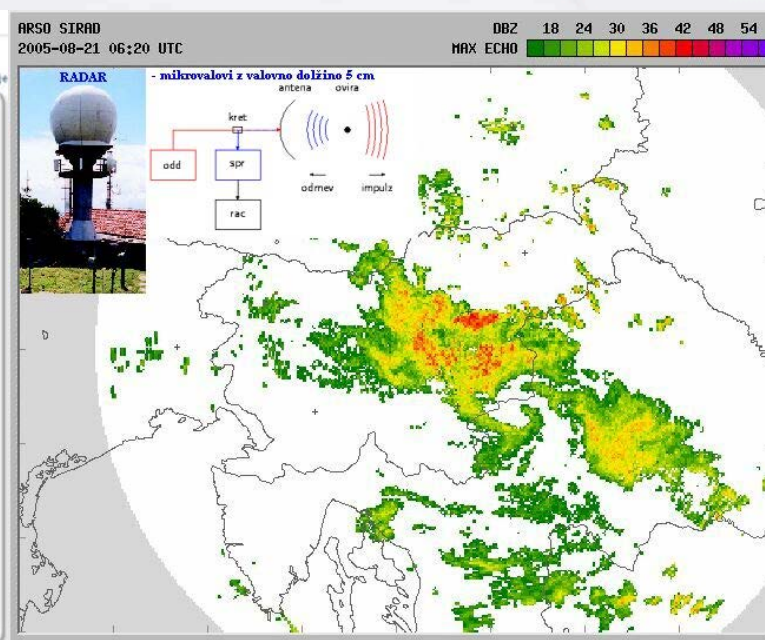 ARSO SIRAD
2005-08-21 06:20 UTC
DBZ 18 24 30 36 42 48 54
MAX ECHO
RADAR
- mikrovalovi z valovno dolžino 5 cm
antena ovira
kret
odd
spr
odmev impulz
rac